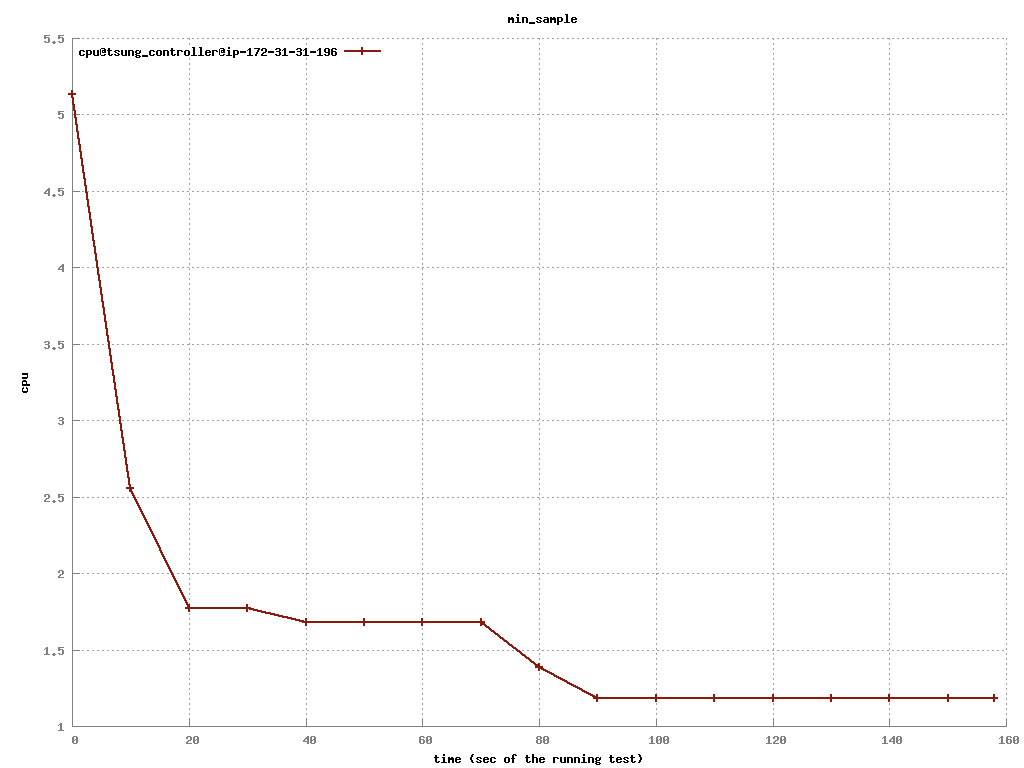 min_sample
cpu@tsung_controller@ip-172-31-31-196
5.5
5
4.5
4
3.5
3
2.5
2
1.5
1
cpu
0 20 40 60 80 100 120 140 160
time (sec of the running test)